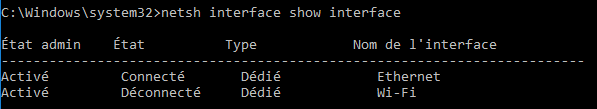 C:\Windows\system32>netsh interface show interface
État admin    État           Type             Nom de l'interface
-------------------------------------------------------------------------
Activé         Connecté       Dédié            Ethernet
Activé         Déconnecté     Dédié            Wi-Fi